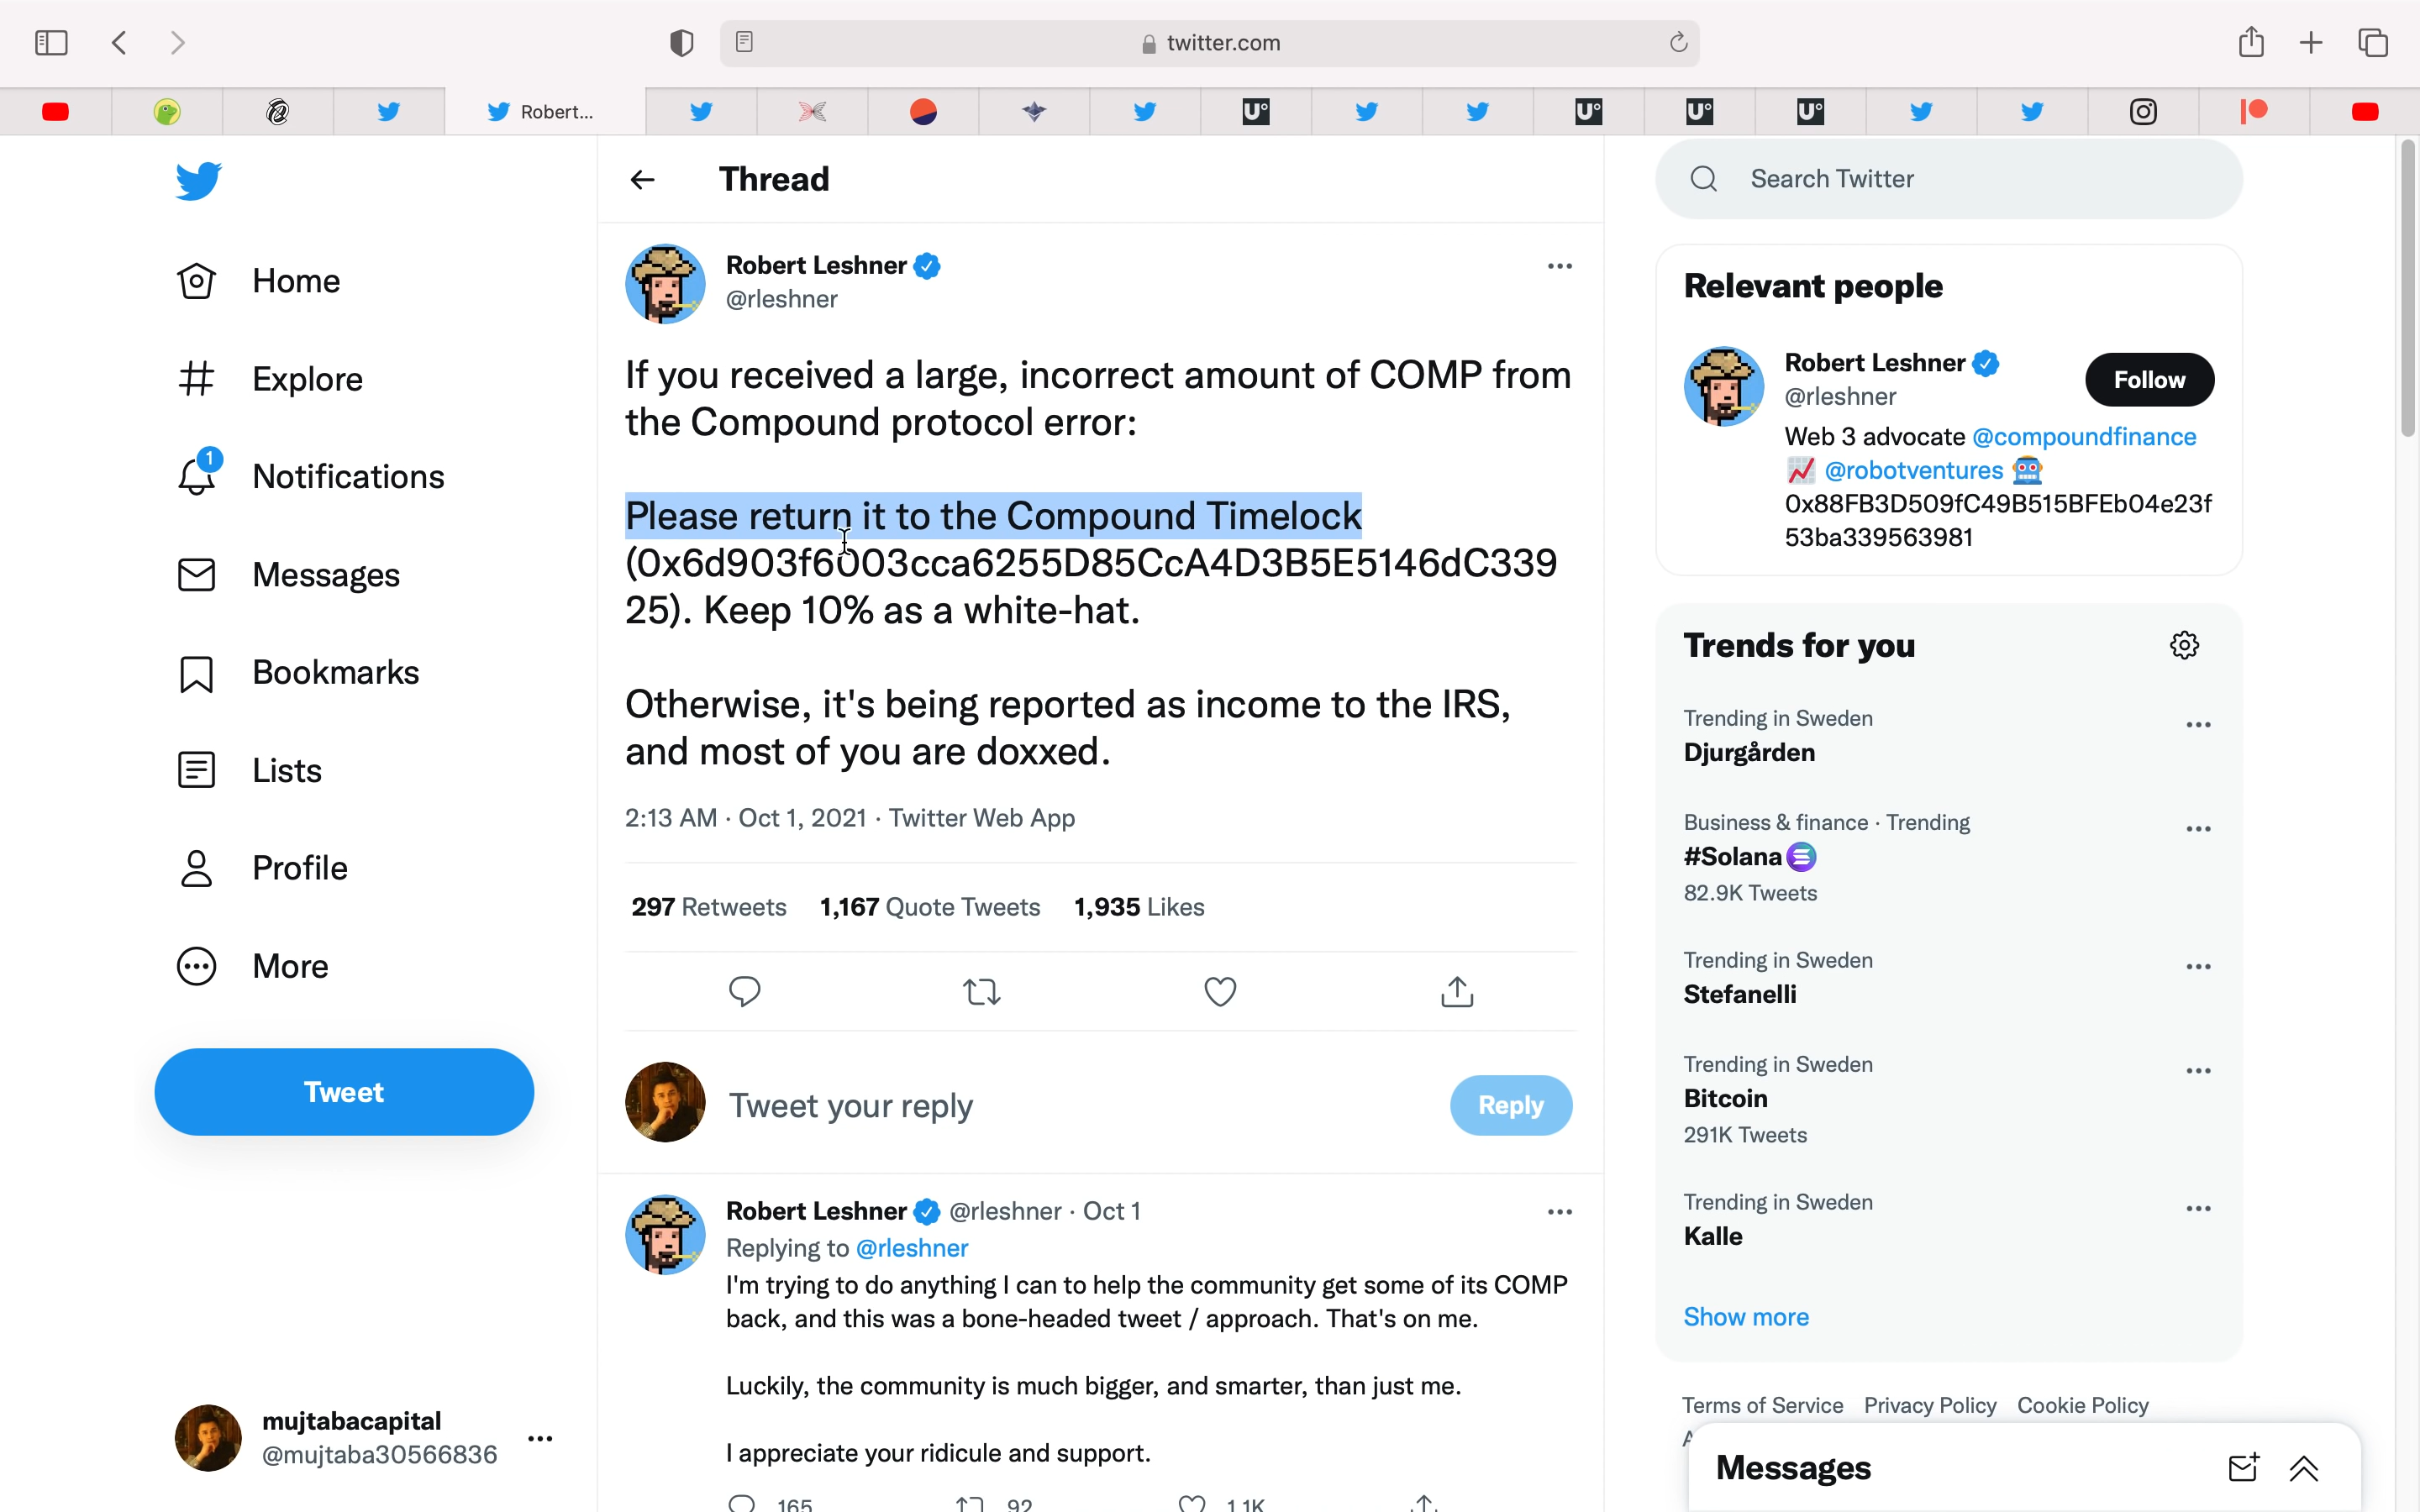 twitter.com
Robert...
Thread
Search Twitter
Home
Explore
1
Notifications
Messages
Bookmarks
Lists
Profile
More
Tweet
mujtabacapital
@mujtaba30566836
Robert Leshner
@rleshner
If you received a large, incorrect amount of COMP from
the Compound protocol error:
Please return it to the Compound Timelock
(0x6d903f6003cca6255D85CcA4D3B5E5146dC339
25). Keep 10% as a white-hat.
Otherwise, it's being reported as income to the IRS,
and most of you are doxxed.
2:13 AM · Oct 1, 2021 · Twitter Web App
297 Retweets 1,167 Quote Tweets 1,935 Likes
Tweet your reply
Reply
Robert Leshner @rleshner · Oct 1
Replying to @rleshner
I'm trying to do anything I can to help the community get some of its COMP
back, and this was a bone-headed tweet / approach. That's on me.
Luckily, the community is much bigger, and smarter, than just me.
I appreciate your ridicule and support.
165 92 1.1K
Relevant people
Robert Leshner
@rleshner
Follow
Web 3 advocate @compoundfinance
@robotventures
0x88FB3D509fC49B515BFEb04e23f
53ba339563981
Trends for you
Trending in Sweden
Djurgården
Business & finance · Trending
#Solana
82.9K Tweets
Trending in Sweden
Stefanelli
Trending in Sweden
Bitcoin
291K Tweets
Trending in Sweden
Kalle
Show more
Terms of Service Privacy Policy Cookie Policy
Messages